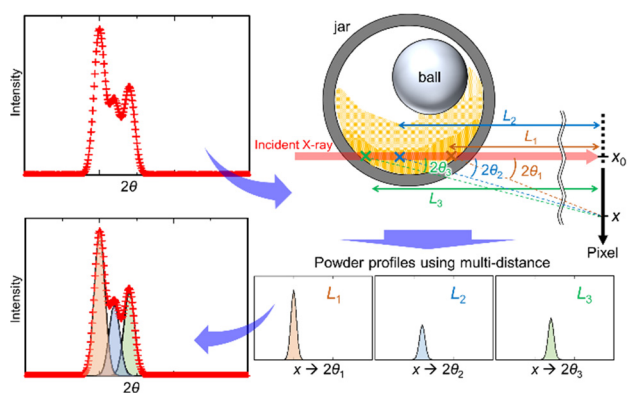 Intensity
2θ
jar
ball
L₂
L₁
Incident X-ray
2θ₃
2θ₂
2θ₁
x₀
L₃
x
Pixel
Powder profiles using multi-distance
Intensity
2θ
L₁
L₂
L₃
x → 2θ₁
x → 2θ₂
x → 2θ₃